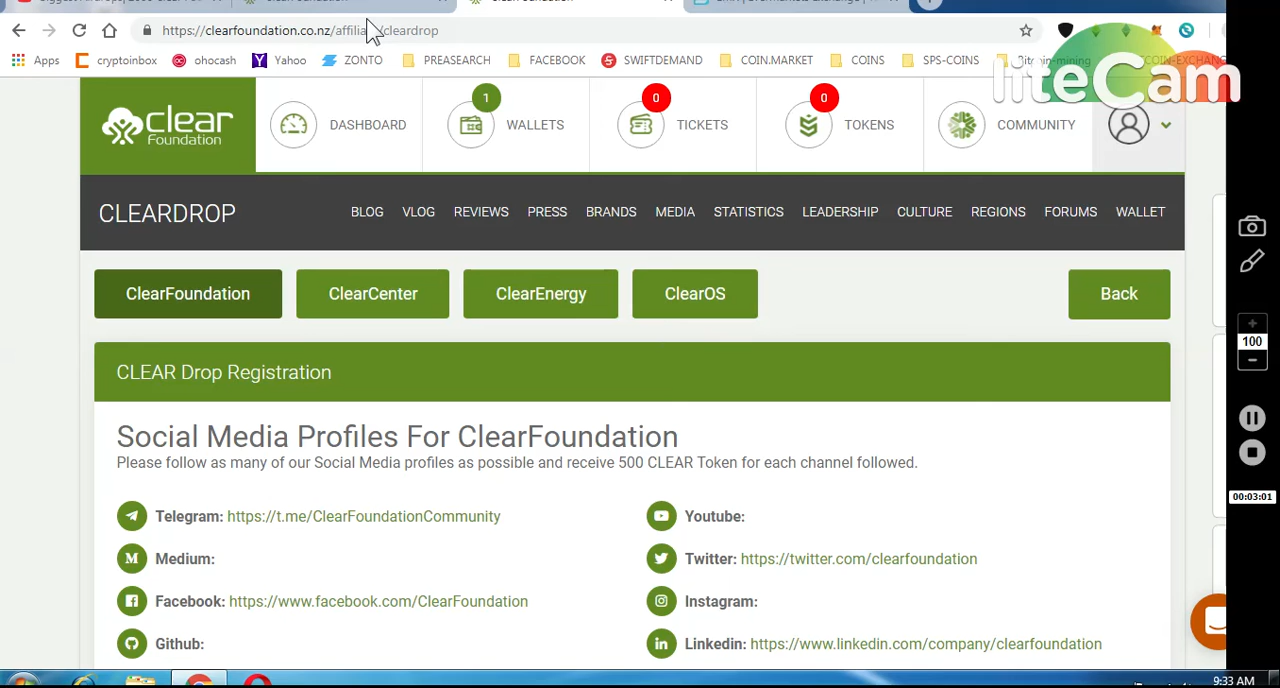 https://clearfoundation.co.nz/affilia /cleardrop
Apps cryptoinbox ohocash Yahoo ZONTO PREASEARCH FACEBOOK SWIFTDEMAND COIN.MARKET COINS SPS-COINS Bitcoin-mining COIN-EXCHANG
liteCam
clear
Foundation
DASHBOARD
1
WALLETS
0
TICKETS
0
TOKENS
COMMUNITY
CLEARDROP
BLOG VLOG REVIEWS PRESS BRANDS MEDIA STATISTICS LEADERSHIP CULTURE REGIONS FORUMS WALLET
ClearFoundation ClearCenter ClearEnergy ClearOS Back
CLEAR Drop Registration
Social Media Profiles For ClearFoundation
Please follow as many of our Social Media profiles as possible and receive 500 CLEAR Token for each channel followed.
Telegram: https://t.me/ClearFoundationCommunity
Youtube:
Medium:
Twitter: https://twitter.com/clearfoundation
Facebook: https://www.facebook.com/ClearFoundation
Instagram:
Github:
Linkedin: https://www.linkedin.com/company/clearfoundation
100
00:03:01
9:33 AM